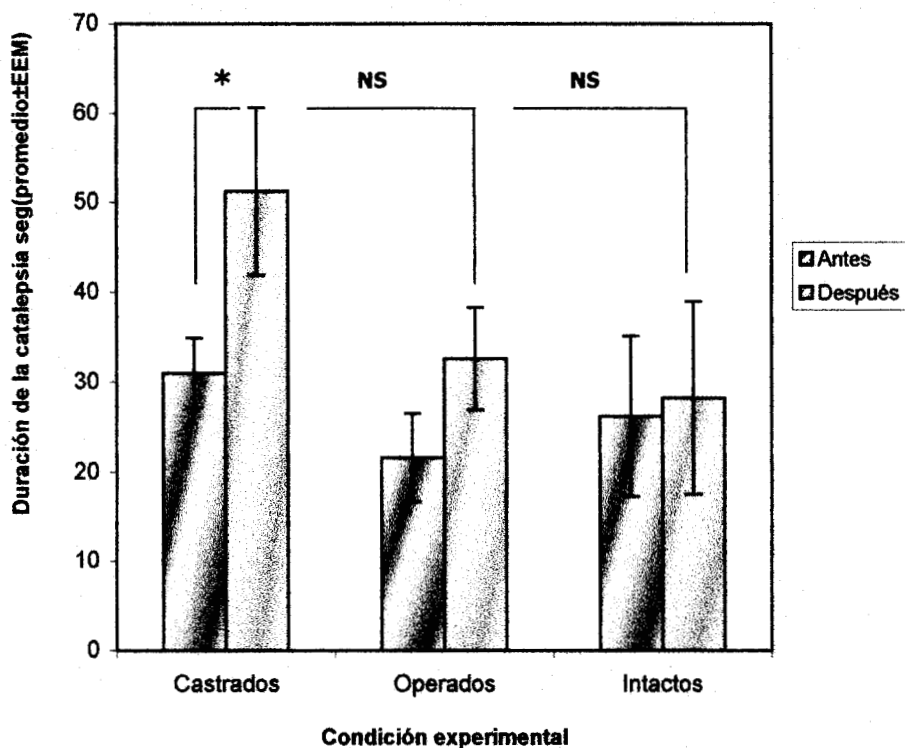 Duración de la catalepsia seg(promedio±EEM)
70
60
50
40
30
20
10
0
*
NS
NS
Antes
Después
Castrados
Operados
Intactos
Condición experimental